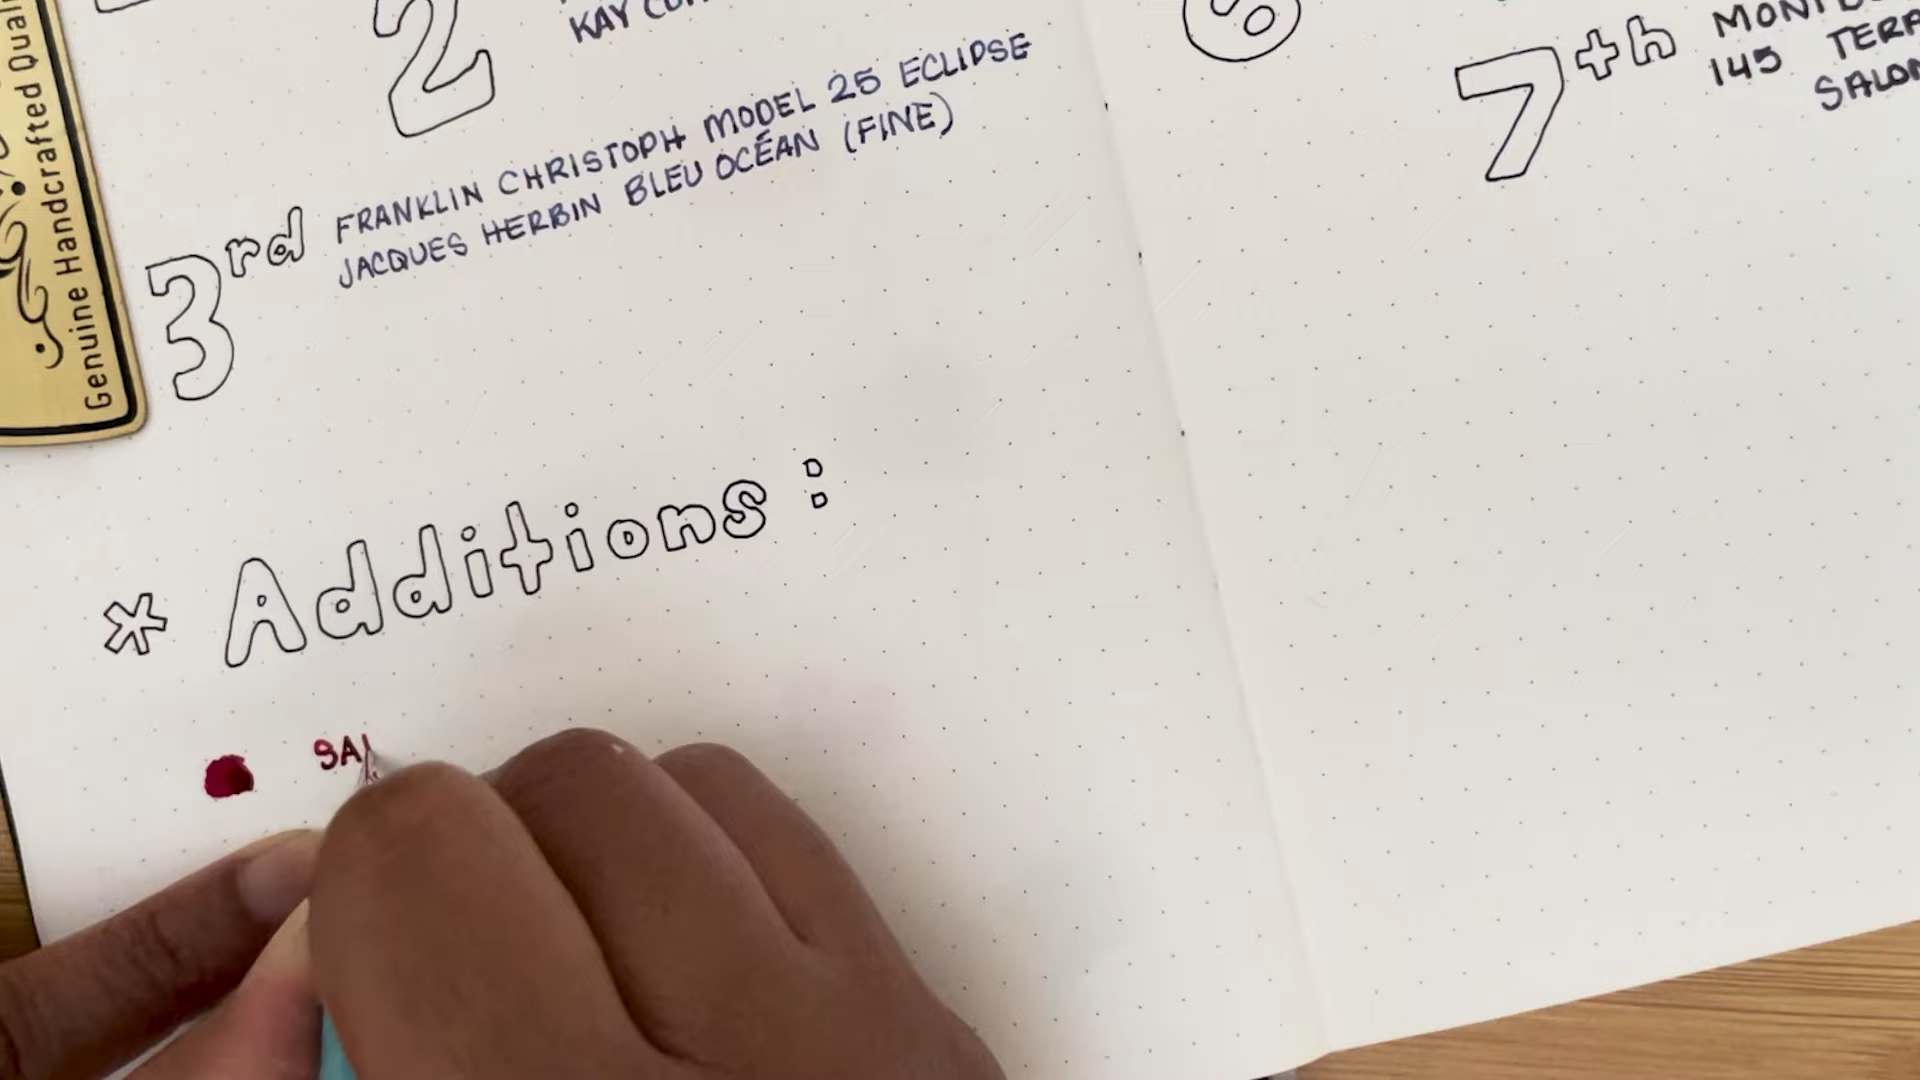 Genuine Handcrafted Qual
2
KAY
3rd
FRANKLIN CHRISTOPH MODEL 25 ECLIPSE
JACQUES HERBIN BLEU OCÉAN (FINE)
7th
145
* Additions:
SA